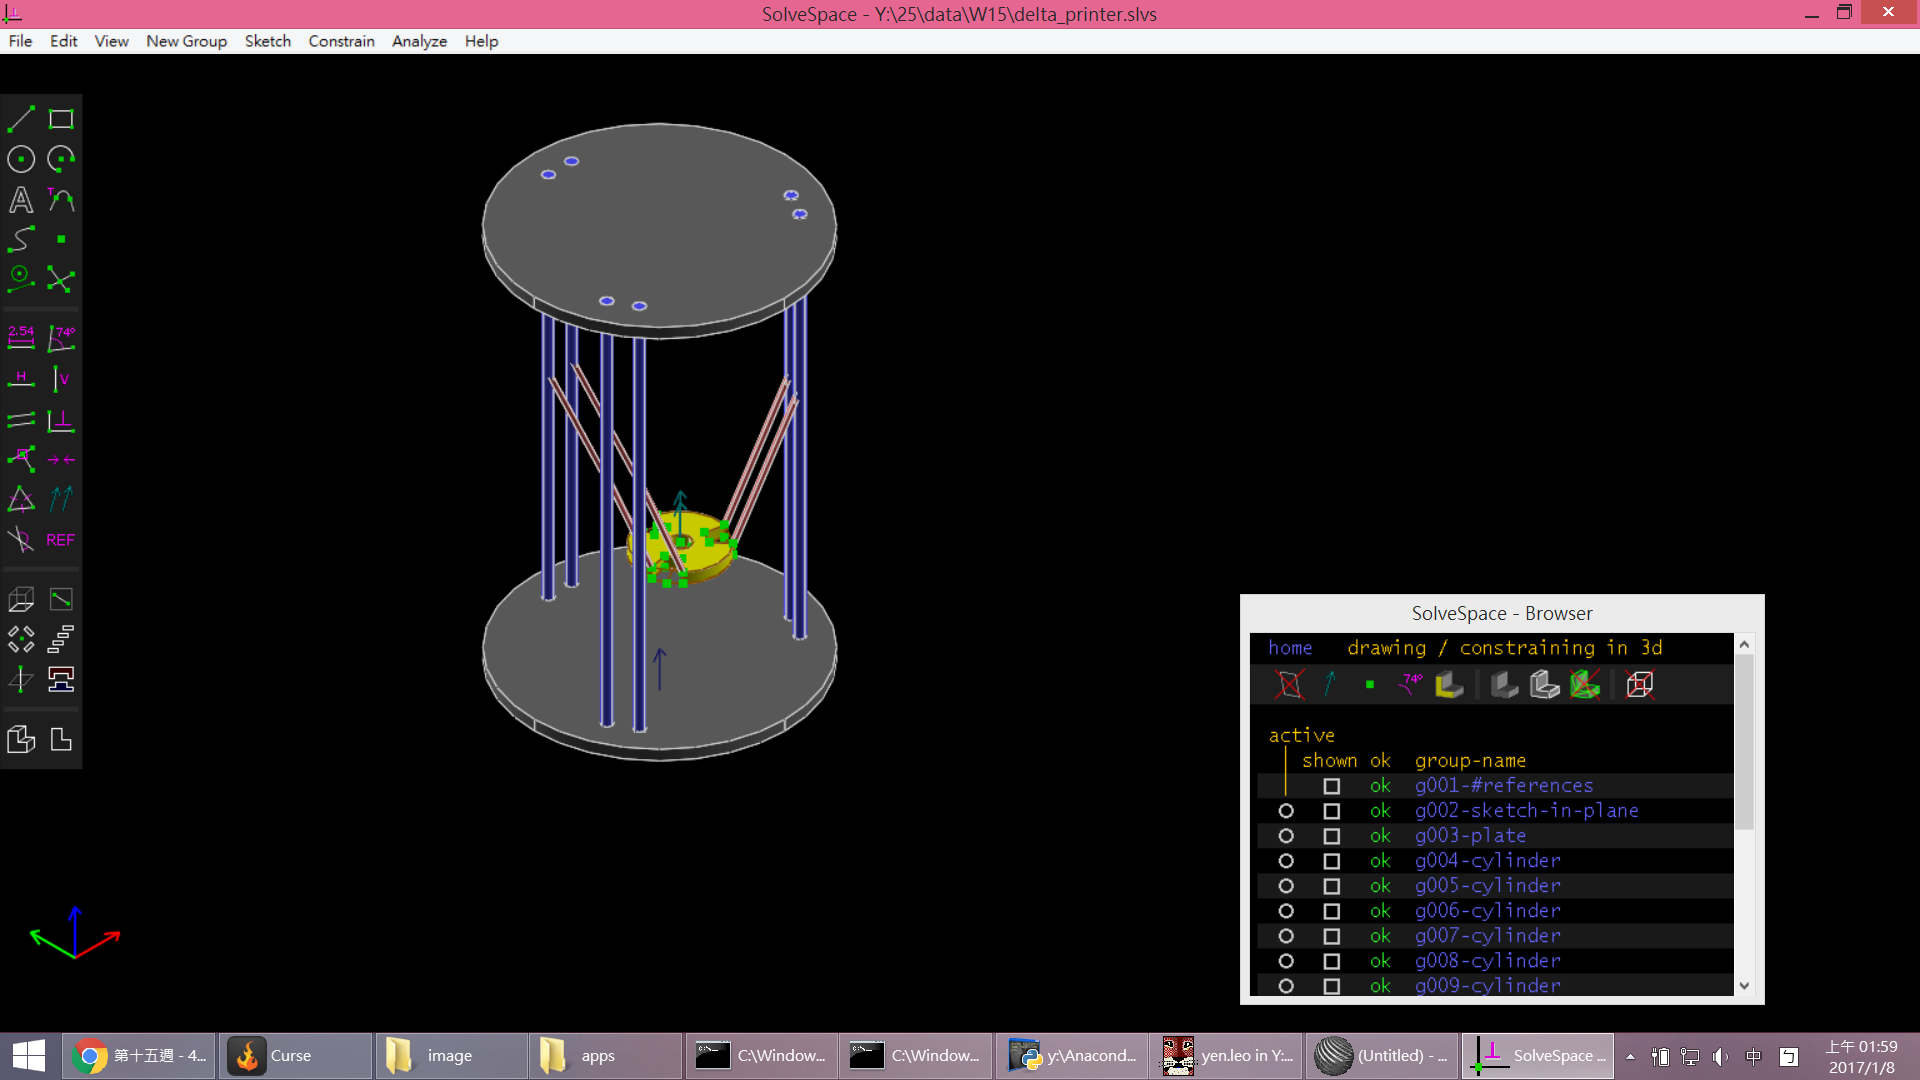 SolveSpace - Y:\25\data\W15\delta_printer.slvs
File Edit View New Group Sketch Constrain Analyze Help
A T
2.54 74°
H V
REF
SolveSpace - Browser
home drawing / constraining in 3d
74°
active
shown ok group-name
ok g001-#references
ok g002-sketch-in-plane
ok g003-plate
ok g004-cylinder
ok g005-cylinder
ok g006-cylinder
ok g007-cylinder
ok g008-cylinder
ok g009-cylinder
第十五週 - 4... Curse image apps C:\Window... C:\Window... y:\Anacond... yen.leo in Y:... (Untitled) - ... SolveSpace ... 中 ㄅ 上午 01:59
2017/1/8